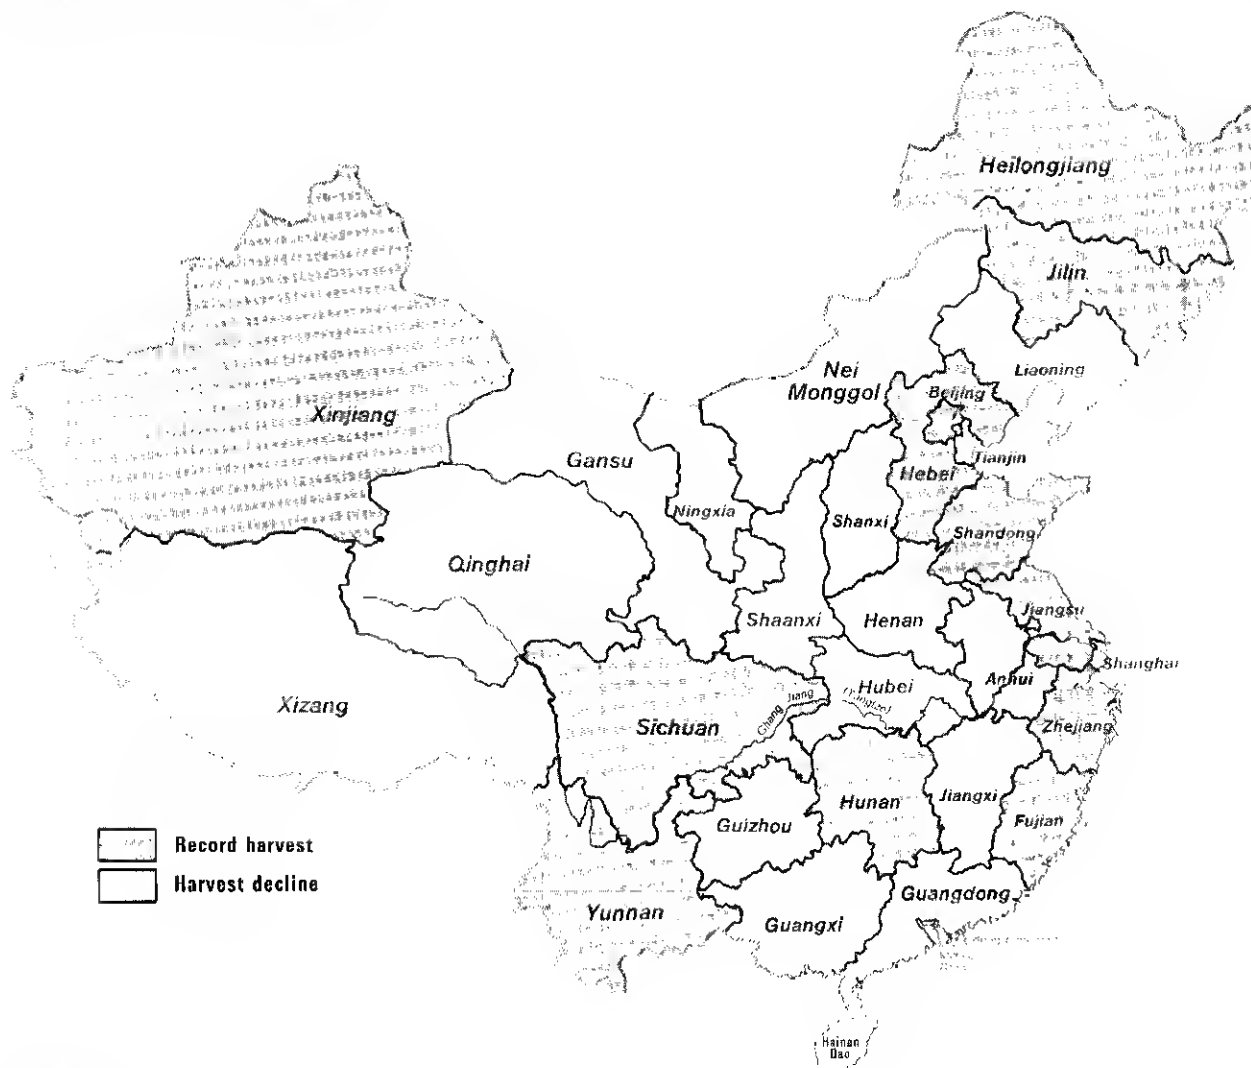 Heilongjiang
Jilin
Liaoning
Nei
Monggol
Beijing
Tianjin
Hebei
Xinjiang
Gansu
Ningxia
Shanxi
Shandong
Qinghai
Shaanxi
Henan
Jiangsu
Shanghai
Anhui
Hubei
Xizang
Sichuan
Chang Jiang
(Yangtze)
Zhejiang
Hunan
Jiangxi
Fujian
Guizhou
Record harvest
Harvest decline
Yunnan
Guangxi
Guangdong
Hainan
Dao